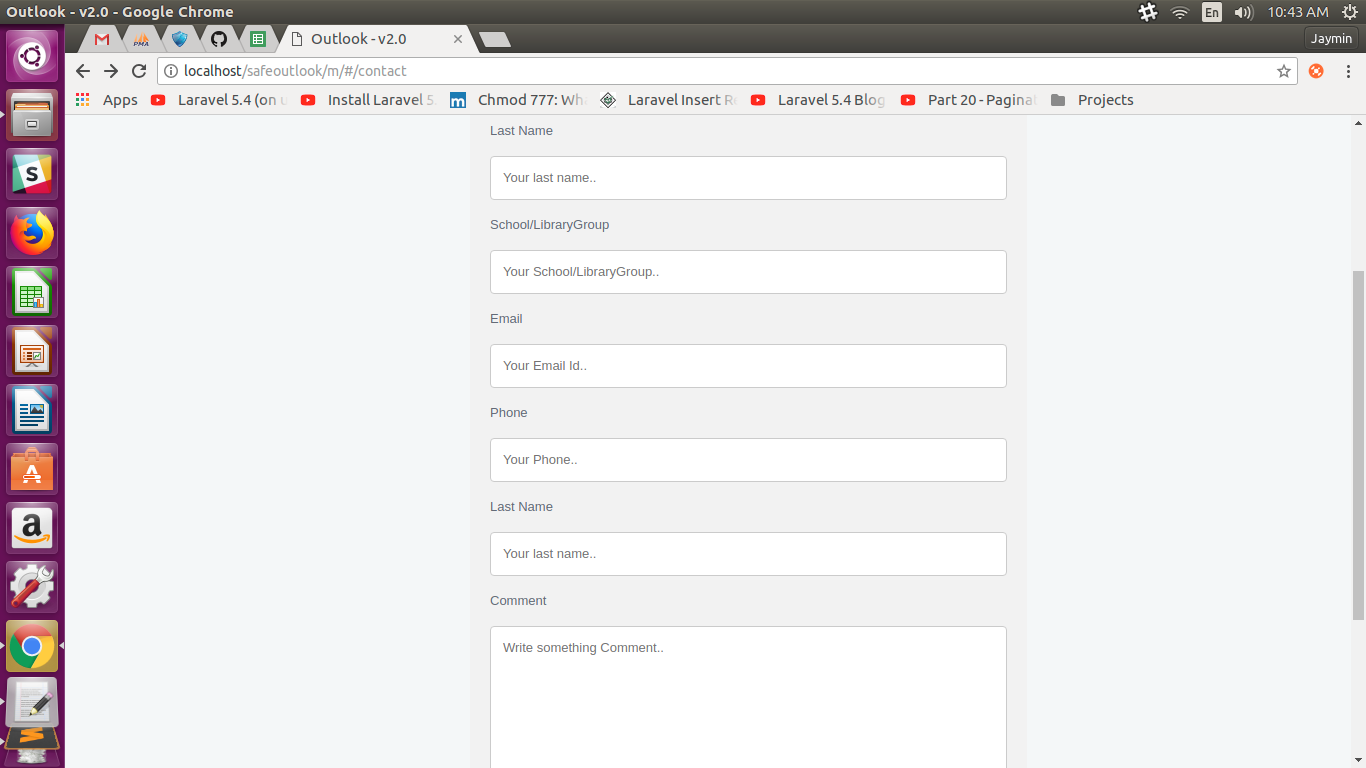 Outlook - v2.0 - Google Chrome
En
10:43 AM
PMA
Outlook - v2.0
Jaymin
localhost/safeoutlook/m/#/contact
Apps
Laravel 5.4 (on u
Install Laravel 5.
m
Chmod 777: Wh
Laravel Insert R
Laravel 5.4 Blog
Part 20 - Pagina
Projects
Last Name
Your last name..
School/LibraryGroup
Your School/LibraryGroup..
Email
Your Email Id..
Phone
Your Phone..
Last Name
Your last name..
Comment
Write something Comment..